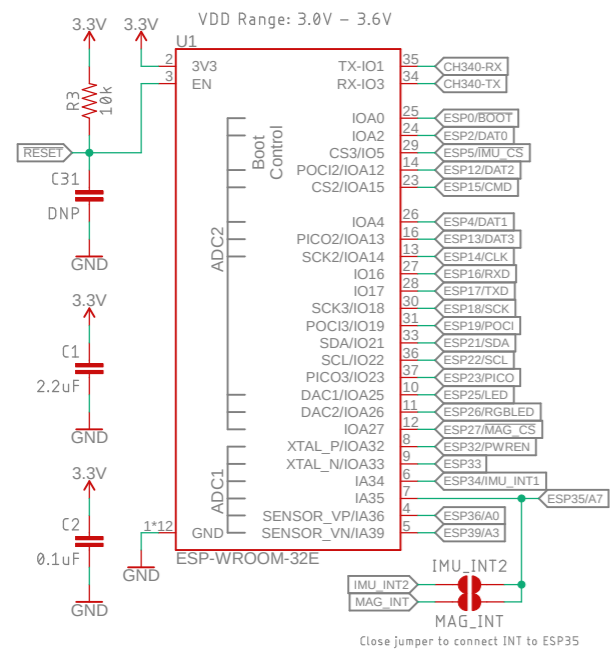 VDD Range: 3.0V – 3.6V
3.3V 3.3V
U1
2 3V3 TX-IO1 35 CH340-RX
3 EN RX-IO3 34 CH340-TX
R3
10k
IOA0 25 ESP0/BOOT
IOA2 24 ESP2/DAT0
RESET CS3/IO5 29 ESP5/IMU_CS
Boot
Control
POCI2/IOA12 14 ESP12/DAT2
C31 CS2/IOA15 23 ESP15/CMD
DNP
IOA4 26 ESP4/DAT1
ADC2
PICO2/IOA13 16 ESP13/DAT3
GND SCK2/IOA14 13 ESP14/CLK
IO16 27 ESP16/RXD
IO17 28 ESP17/TXD
3.3V SCK3/IO18 30 ESP18/SCK
POCI3/IO19 31 ESP19/POCI
SDA/IO21 33 ESP21/SDA
C1 SCL/IO22 36 ESP22/SCL
PICO3/IO23 37 ESP23/PICO
2.2uF DAC1/IOA25 10 ESP25/LED
DAC2/IOA26 11 ESP26/RGBLED
IOA27 12 ESP27/MAG_CS
GND XTAL_P/IOA32 8 ESP32/PWREN
XTAL_N/IOA33 9 ESP33
3.3V ADC1 IA34 6 ESP34/IMU_INT1
IA35 7 ESP35/A7
SENSOR_VP/IA36 4 ESP36/A0
C2 1*12 GND SENSOR_VN/IA39 5 ESP39/A3
0.1uF
ESP-WROOM-32E
GND
GND
IMU_INT2
IMU_INT2
MAG_INT
MAG_INT
Close jumper to connect INT to ESP35